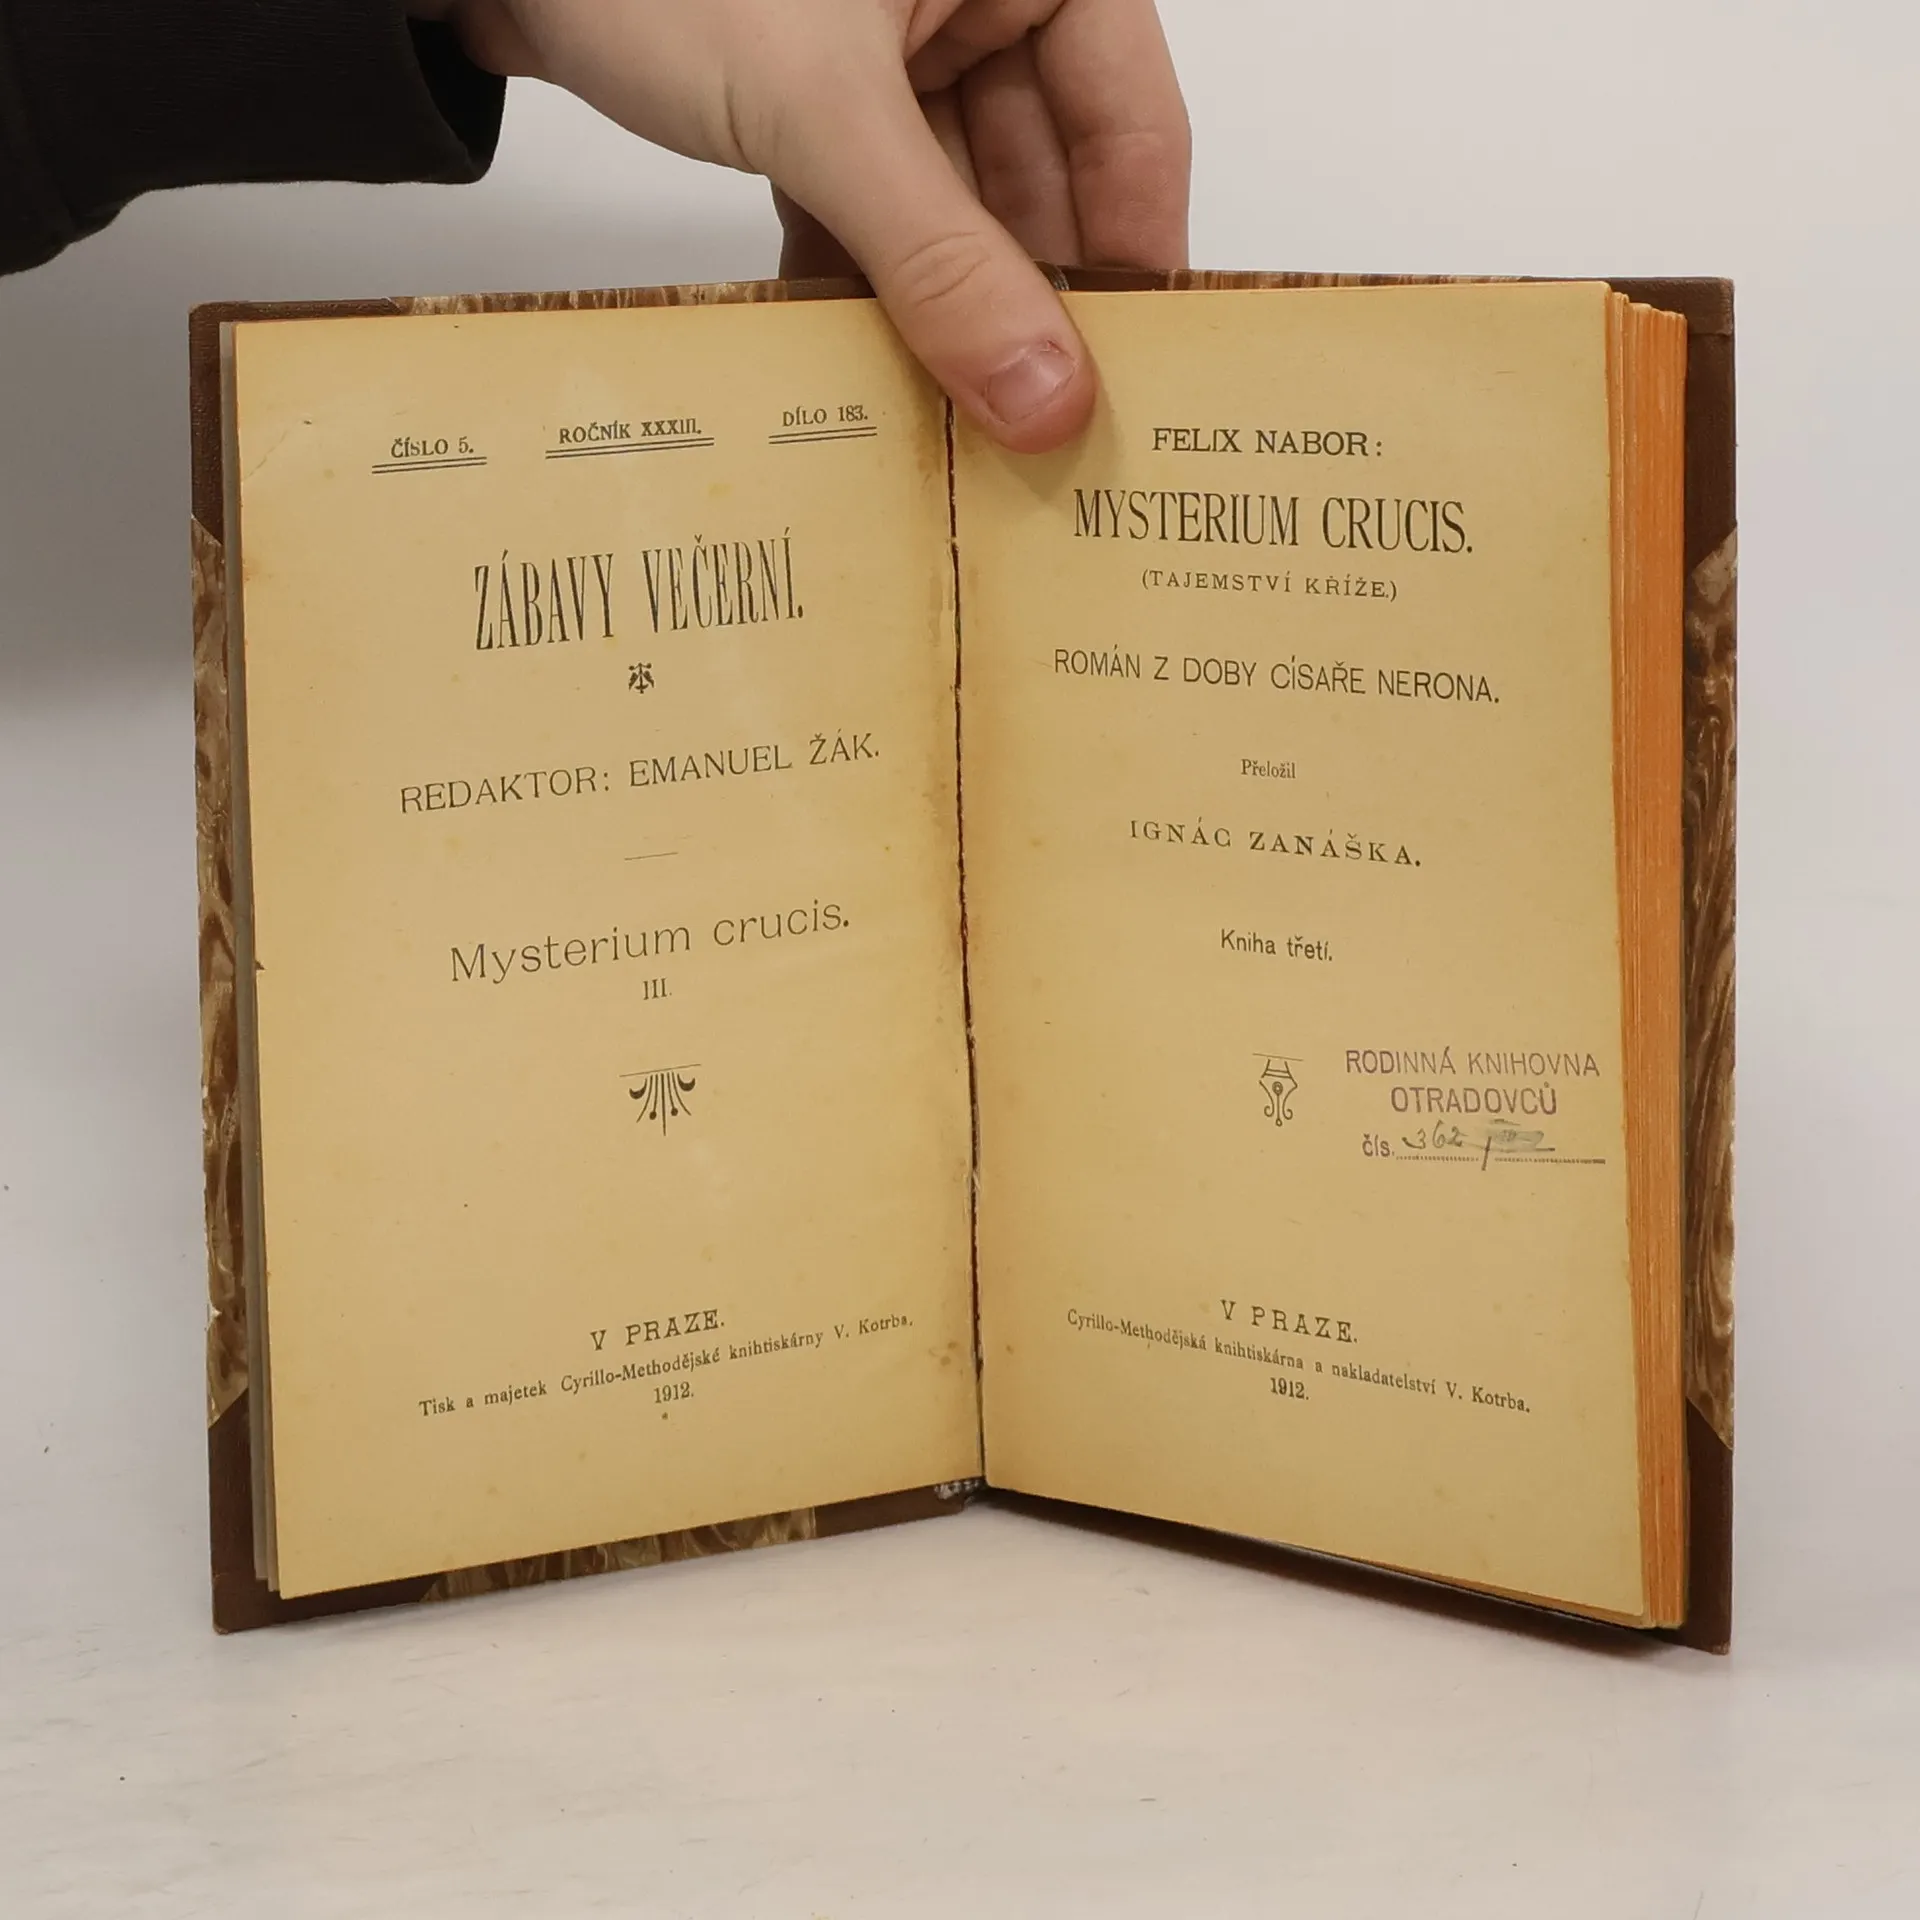 ČÍSLO 5. ROČNÍK XXXIII. DÍLO 183.
ZÁBAVY VEČERNÍ.
REDAKTOR: EMANUEL ŽÁK.
Mysterium crucis.
III.
V PRAZE.
Tisk a majetek Cyrillo-Methodějské knihtiskárny V. Kotrba.
1912.
FELIX NABOR:
MYSTERIUM CRUCIS.
(TAJEMSTVÍ KŘÍŽE.)
ROMÁN Z DOBY CÍSAŘE NERONA.
Přeložil
IGNÁC ZANÁŠKA.
Kniha třetí.
RODINNÁ KNIHOVNA
OTRADOVCŮ
čís. 362
V PRAZE.
Cyrillo-Methodějská knihtiskárna a nakladatelství V. Kotrba.
1912.